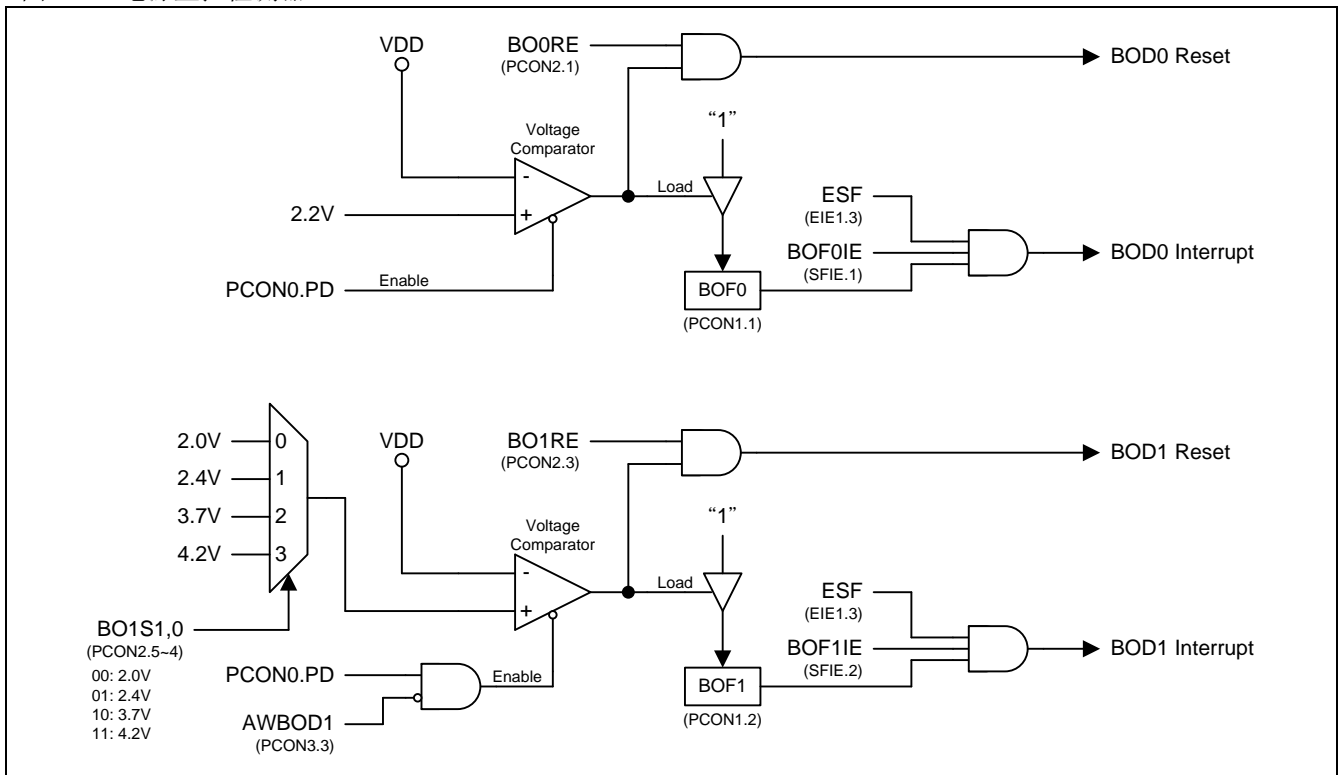 VDD
BO0RE
(PCON2.1)
BOD0 Reset
Voltage
Comparator
“1”
-
+
Load
2.2V
PCON0.PD
Enable
BOF0
(PCON1.1)
ESF
(EIE1.3)
BOF0IE
(SFIE.1)
BOD0 Interrupt
2.0V
0
2.4V
1
3.7V
2
4.2V
3
BO1S1,0
(PCON2.5~4)
00: 2.0V
01: 2.4V
10: 3.7V
11: 4.2V
VDD
BO1RE
(PCON2.3)
BOD1 Reset
Voltage
Comparator
“1”
-
+
Load
PCON0.PD
Enable
AWBOD1
(PCON3.3)
BOF1
(PCON1.2)
ESF
(EIE1.3)
BOF1IE
(SFIE.2)
BOD1 Interrupt